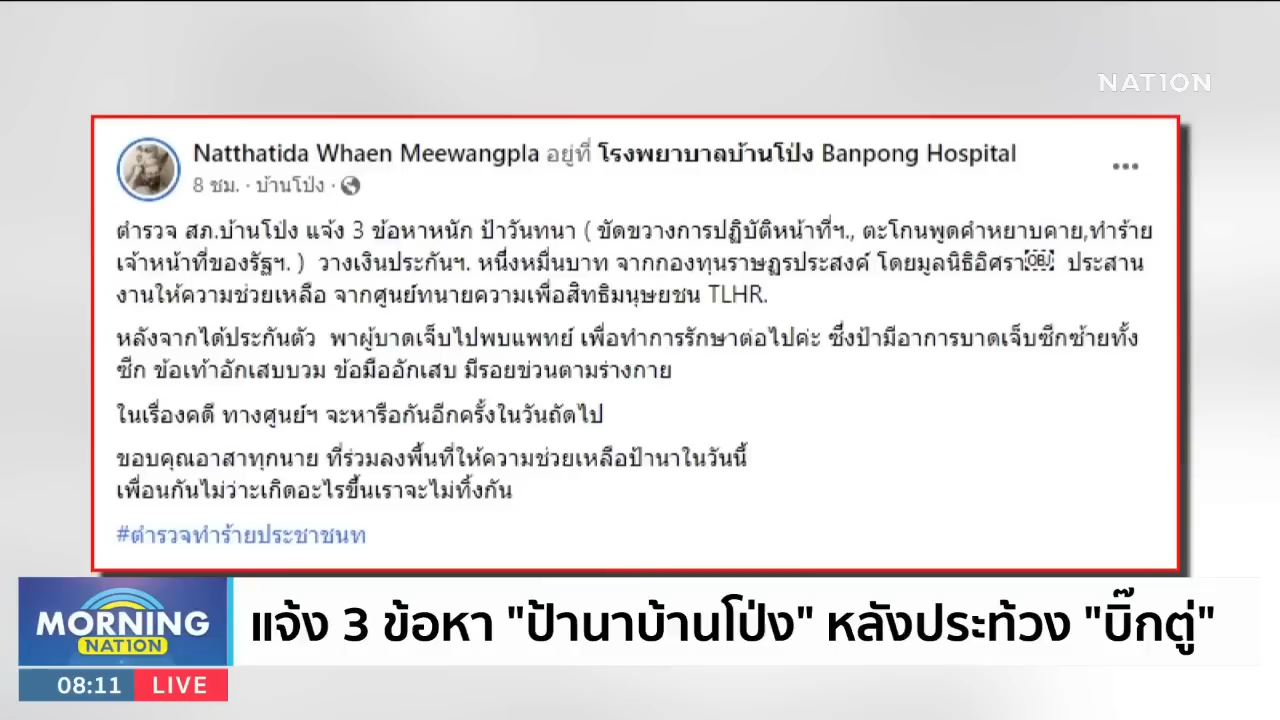 NATION
Natthatida Whaen Meewangpla อยู่ที่ โรงพยาบาลบ้านโป่ง Banpong Hospital
8 ชม. · บ้านโป่ง ·
ตำรวจ สภ.บ้านโป่ง แจ้ง 3 ข้อหาหนัก ป้าวันทนา ( ขัดขวางการปฏิบัติหน้าที่ฯ., ตะโกนพูดคำหยาบคาย,ทำร้าย
เจ้าหน้าที่ของรัฐฯ. ) วางเงินประกันฯ. หนึ่งหมื่นบาท จากกองทุนราษฎรประสงค์ โดยมูลนิธิอิศรา￼ ประสาน
งานให้ความช่วยเหลือ จากศูนย์ทนายความเพื่อสิทธิมนุษยชน TLHR.
หลังจากได้ประกันตัว พาผู้บาดเจ็บไปพบแพทย์ เพื่อทำการรักษาต่อไปค่ะ ซึ่งป้ามีอาการบาดเจ็บซีกซ้ายทั้ง
ซีก ข้อเท้าอักเสบบวม ข้อมืออักเสบ มีรอยข่วนตามร่างกาย
ในเรื่องคดี ทางศูนย์ฯ จะหารือกันอีกครั้งในวันถัดไป
ขอบคุณอาสาทุกนาย ที่ร่วมลงพื้นที่ให้ความช่วยเหลือป้านาในวันนี้
เพื่อนกันไม่ว่าะเกิดอะไรขึ้นเราจะไม่ทิ้งกัน
#ตำรวจทำร้ายประชาชนท
MORNING
NATION
แจ้ง 3 ข้อหา "ป้านาบ้านโป่ง" หลังประท้วง "บิ๊กตู่"
08:11 LIVE